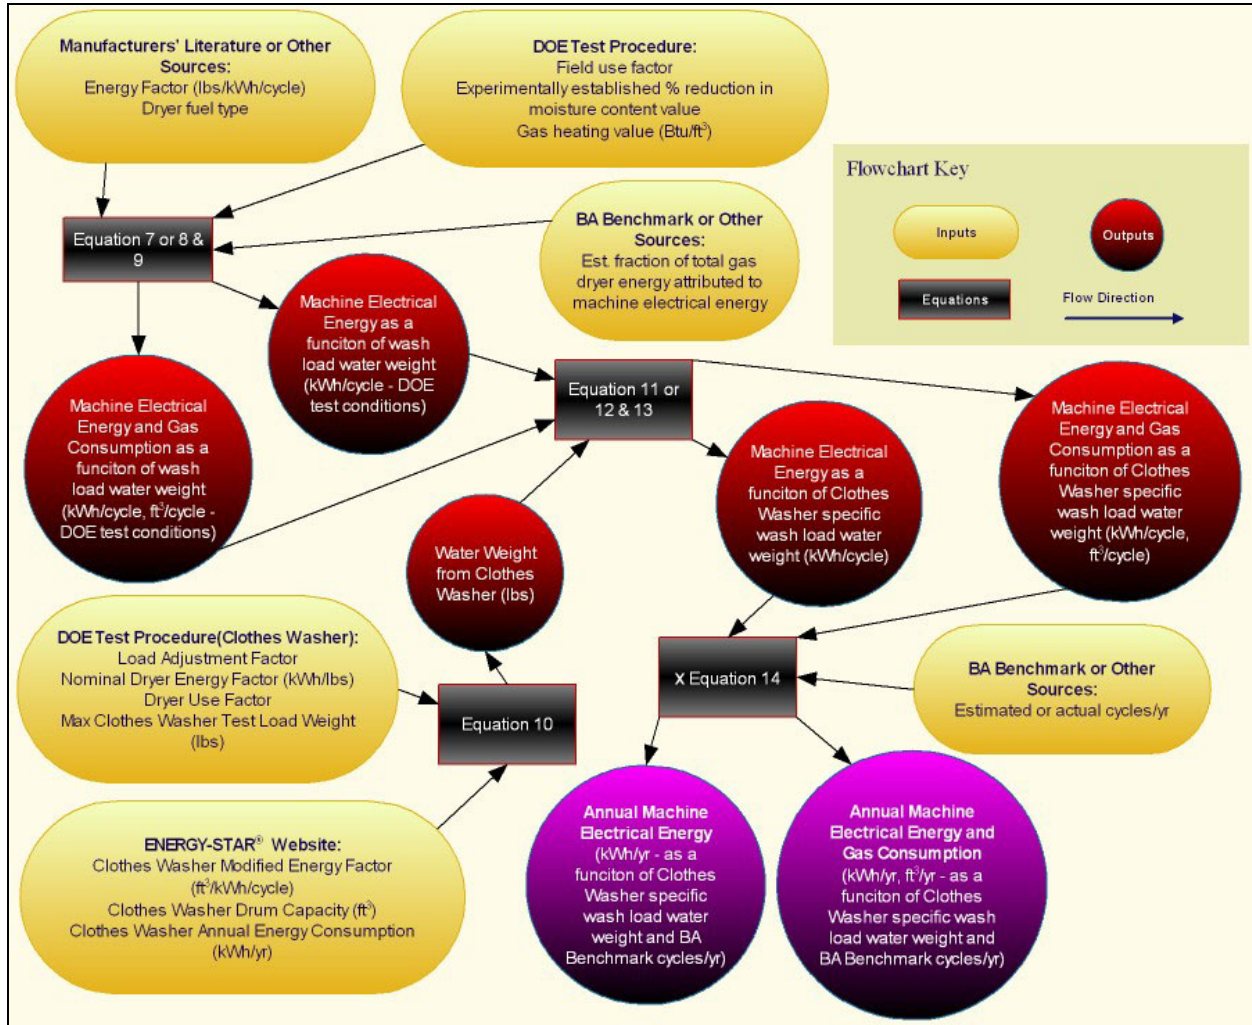 Manufacturers' Literature or Other
Sources:
Energy Factor (lbs/kWh/cycle)
Dryer fuel type
DOE Test Procedure:
Field use factor
Experimentally established % reduction in
moisture content value
Gas heating value (Btu/ft³)
Flowchart Key
Inputs
Outputs
Equations
Flow Direction
Equation 7 or 8 &
9
BA Benchmark or Other
Sources:
Est. fraction of total gas
dryer energy attributed to
machine electrical energy
Machine Electrical
Energy as a
funciton of wash
load water weight
(kWh/cycle - DOE
test conditions)
Machine Electrical
Energy and Gas
Consumption as a
funciton of wash
load water weight
(kWh/cycle, ft³/cycle -
DOE test conditions)
Equation 11 or
12 & 13
Machine Electrical
Energy as a
funciton of Clothes
Washer specific
wash load water
weight (kWh/cycle)
Machine Electrical
Energy and Gas
Consumption as a
funciton of Clothes
Washer specific
wash load water
weight (kWh/cycle,
ft³/cycle)
Water Weight
from Clothes
Washer (lbs)
DOE Test Procedure(Clothes Washer):
Load Adjustment Factor
Nominal Dryer Energy Factor (kWh/lbs)
Dryer Use Factor
Max Clothes Washer Test Load Weight
(lbs)
Equation 10
X Equation 14
BA Benchmark or Other
Sources:
Estimated or actual cycles/yr
ENERGY-STAR® Website:
Clothes Washer Modified Energy Factor
(ft³/kWh/cycle)
Clothes Washer Drum Capacity (ft³)
Clothes Washer Annual Energy Consumption
(kWh/yr)
Annual Machine
Electrical Energy
(kWh/yr - as a
funciton of Clothes
Washer specific
wash load water
weight and BA
Benchmark cycles/yr)
Annual Machine
Electrical Energy and
Gas Consumption
(kWh/yr, ft³/yr - as a
funciton of Clothes
Washer specific wash
load water weight and
BA Benchmark cycles/yr)